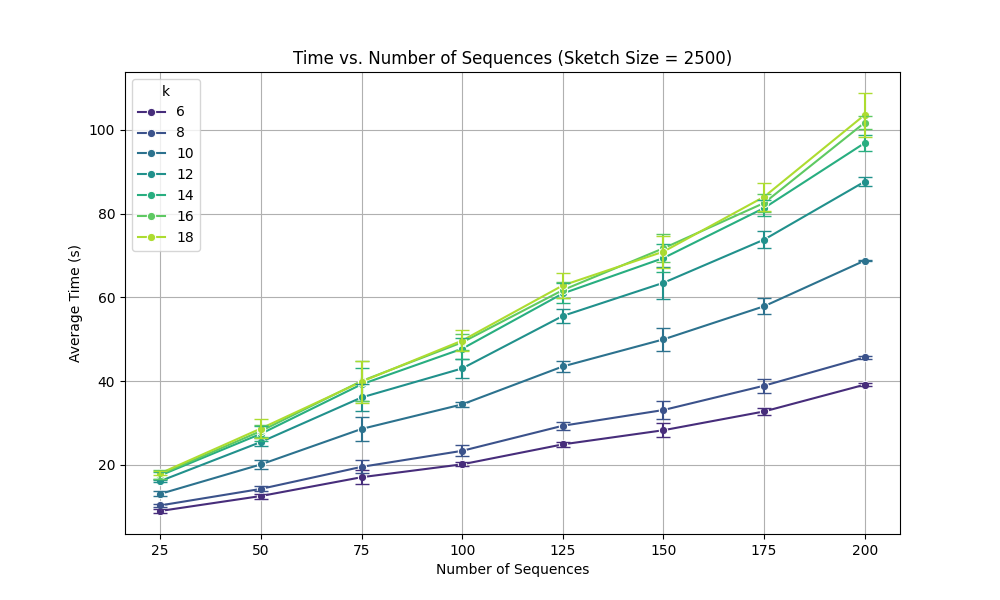 Time vs. Number of Sequences (Sketch Size = 2500)
k
6
8
10
12
14
16
18
100
80
60
40
20
Average Time (s)
25 50 75 100 125 150 175 200
Number of Sequences